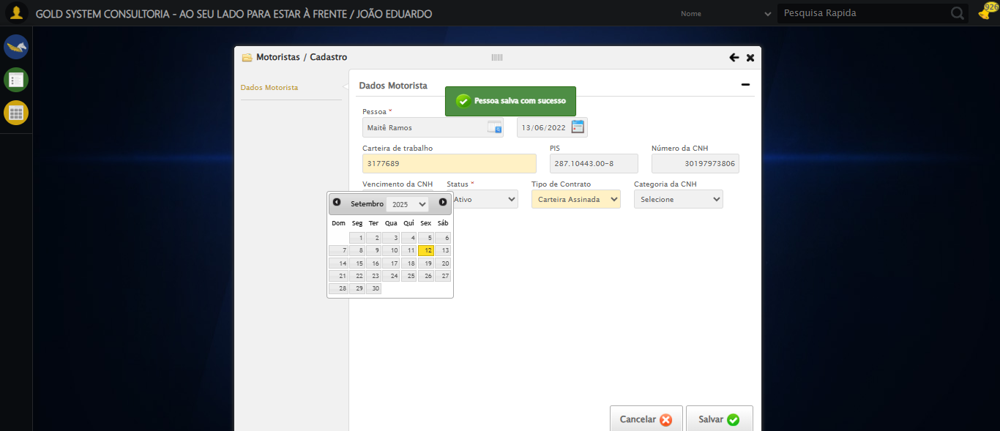 GOLD SYSTEM CONSULTORIA - AO SEU LADO PARA ESTAR À FRENTE / JOÃO EDUARDO
Nome
Pesquisa Rapida
926
Motoristas / Cadastro
Dados Motorista
Dados Motorista
Pessoa salva com sucesso
Pessoa *
Maitê Ramos
13/06/2022
Carteira de trabalho
PIS
Número da CNH
3177689
287.10443.00-8
30197973806
Vencimento da CNH
Status *
Tipo de Contrato
Categoria da CNH
Ativo
Carteira Assinada
Selecione
Setembro 2025
Dom Seg Ter Qua Qui Sex Sáb
1 2 3 4 5 6
7 8 9 10 11 12 13
14 15 16 17 18 19 20
21 22 23 24 25 26 27
28 29 30
Cancelar
Salvar